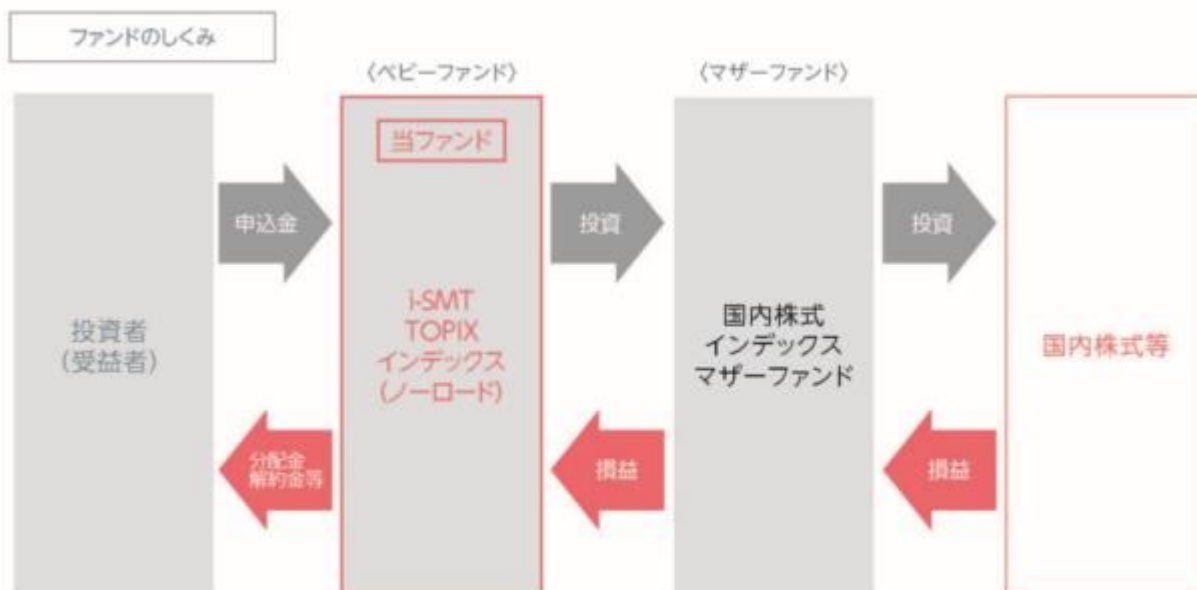 ファンドのしくみ
〈ベビーファンド〉
〈マザーファンド〉
当ファンド
申込金
投資
投資
投資者
(受益者)
i-SMT
TOPIX
インデックス
(ノーロード)
国内株式
インデックス
マザーファンド
国内株式等
分配金
解約金等
損益
損益